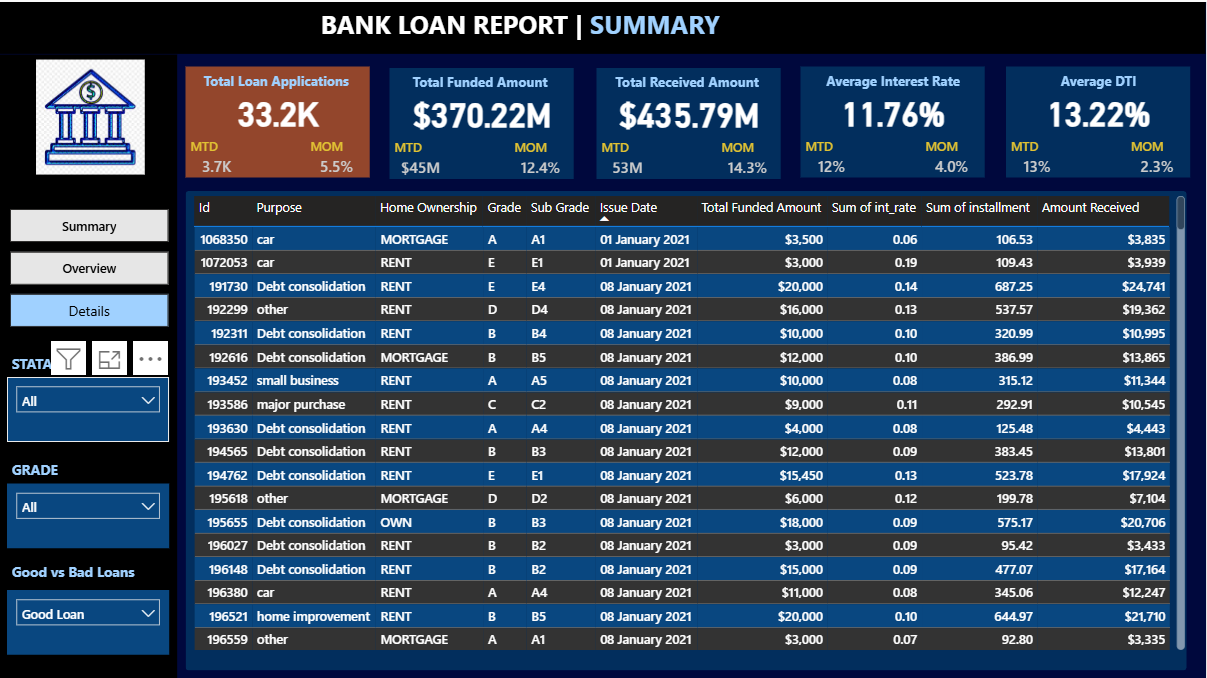 BANK LOAN REPORT | SUMMARY
$
Total Loan Applications
33.2K
MTD MOM
3.7K 5.5%
Total Funded Amount
$370.22M
MTD MOM
$45M 12.4%
Total Received Amount
$435.79M
MTD MOM
53M 14.3%
Average Interest Rate
11.76%
MTD MOM
12% 4.0%
Average DTI
13.22%
MTD MOM
13% 2.3%
Summary
Overview
Details
STATA
All
GRADE
All
Good vs Bad Loans
Good Loan
Id Purpose Home Ownership Grade Sub Grade Issue Date Total Funded Amount Sum of int_rate Sum of installment Amount Received
1068350 car MORTGAGE A A1 01 January 2021 $3,500 0.06 106.53 $3,835
1072053 car RENT E E1 01 January 2021 $3,000 0.19 109.43 $3,939
191730 Debt consolidation RENT E E4 08 January 2021 $20,000 0.14 687.25 $24,741
192299 other RENT D D4 08 January 2021 $16,000 0.13 537.57 $19,362
192311 Debt consolidation RENT B B4 08 January 2021 $10,000 0.10 320.99 $10,995
192616 Debt consolidation MORTGAGE B B5 08 January 2021 $12,000 0.10 386.99 $13,865
193452 small business RENT A A5 08 January 2021 $10,000 0.08 315.12 $11,344
193586 major purchase RENT C C2 08 January 2021 $9,000 0.11 292.91 $10,545
193630 Debt consolidation RENT A A4 08 January 2021 $4,000 0.08 125.48 $4,443
194565 Debt consolidation RENT B B3 08 January 2021 $12,000 0.09 383.45 $13,801
194762 Debt consolidation RENT E E1 08 January 2021 $15,450 0.13 523.78 $17,924
195618 other MORTGAGE D D2 08 January 2021 $6,000 0.12 199.78 $7,104
195655 Debt consolidation OWN B B3 08 January 2021 $18,000 0.09 575.17 $20,706
196027 Debt consolidation RENT B B2 08 January 2021 $3,000 0.09 95.42 $3,433
196148 Debt consolidation RENT B B2 08 January 2021 $15,000 0.09 477.07 $17,164
196380 car RENT A A4 08 January 2021 $11,000 0.08 345.06 $12,247
196521 home improvement RENT B B5 08 January 2021 $20,000 0.10 644.97 $21,710
196559 other MORTGAGE A A1 08 January 2021 $3,000 0.07 92.80 $3,335